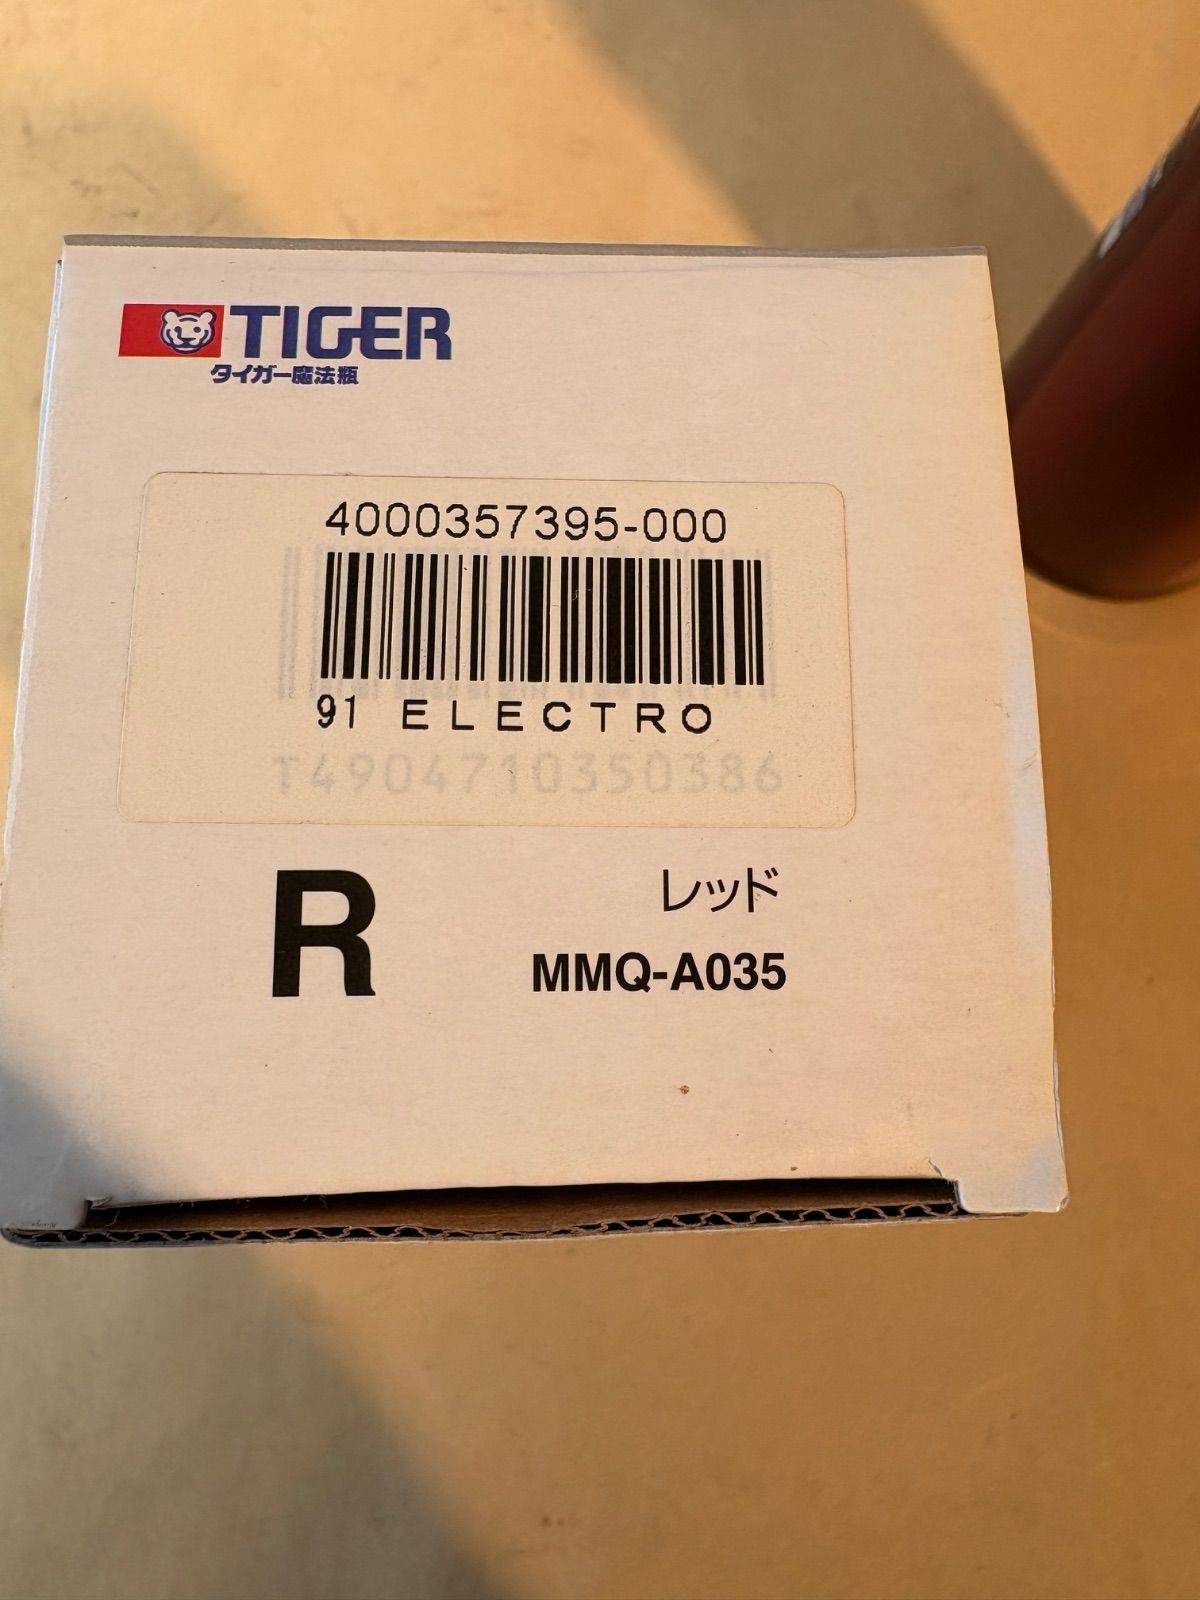 TIGER
タイガー魔法瓶
4000357395-000
91 ELECTRO
T4904710350386
R
レッド
MMQ-A035